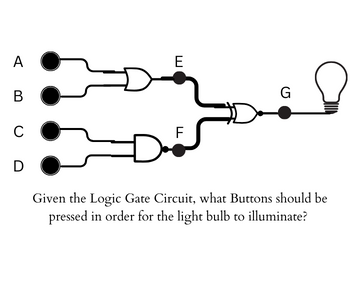 A
B
C
D
E
F
G
Given the Logic Gate Circuit, what Buttons should be
pressed in order for the light bulb to illuminate?